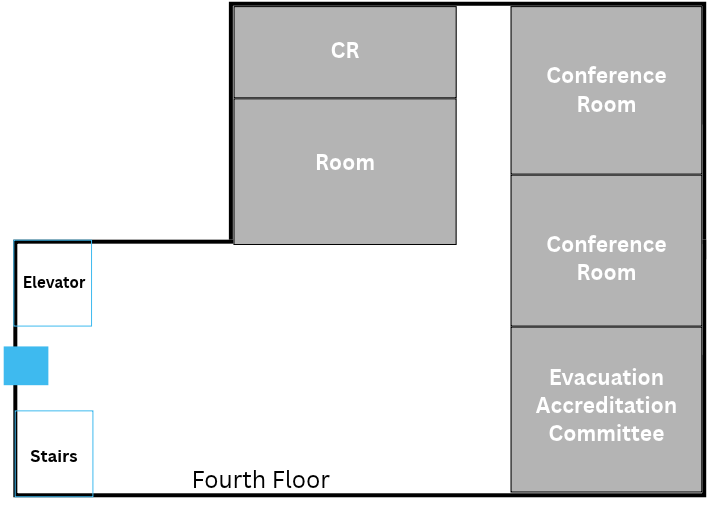 CR
Conference
Room
Room
Conference
Room
Elevator
Evacuation
Accreditation
Committee
Stairs
Fourth Floor